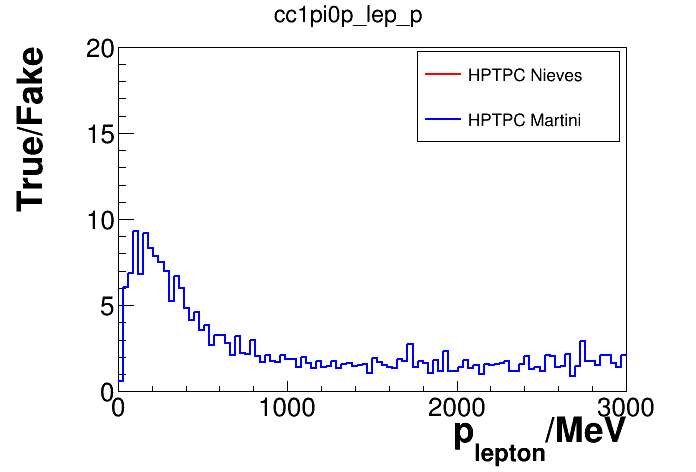 cc1pi0p_lep_p
True/Fake
20
15
10
5
0
HPTPC Nieves
HPTPC Martini
0 1000 2000 3000
p_lepton/MeV